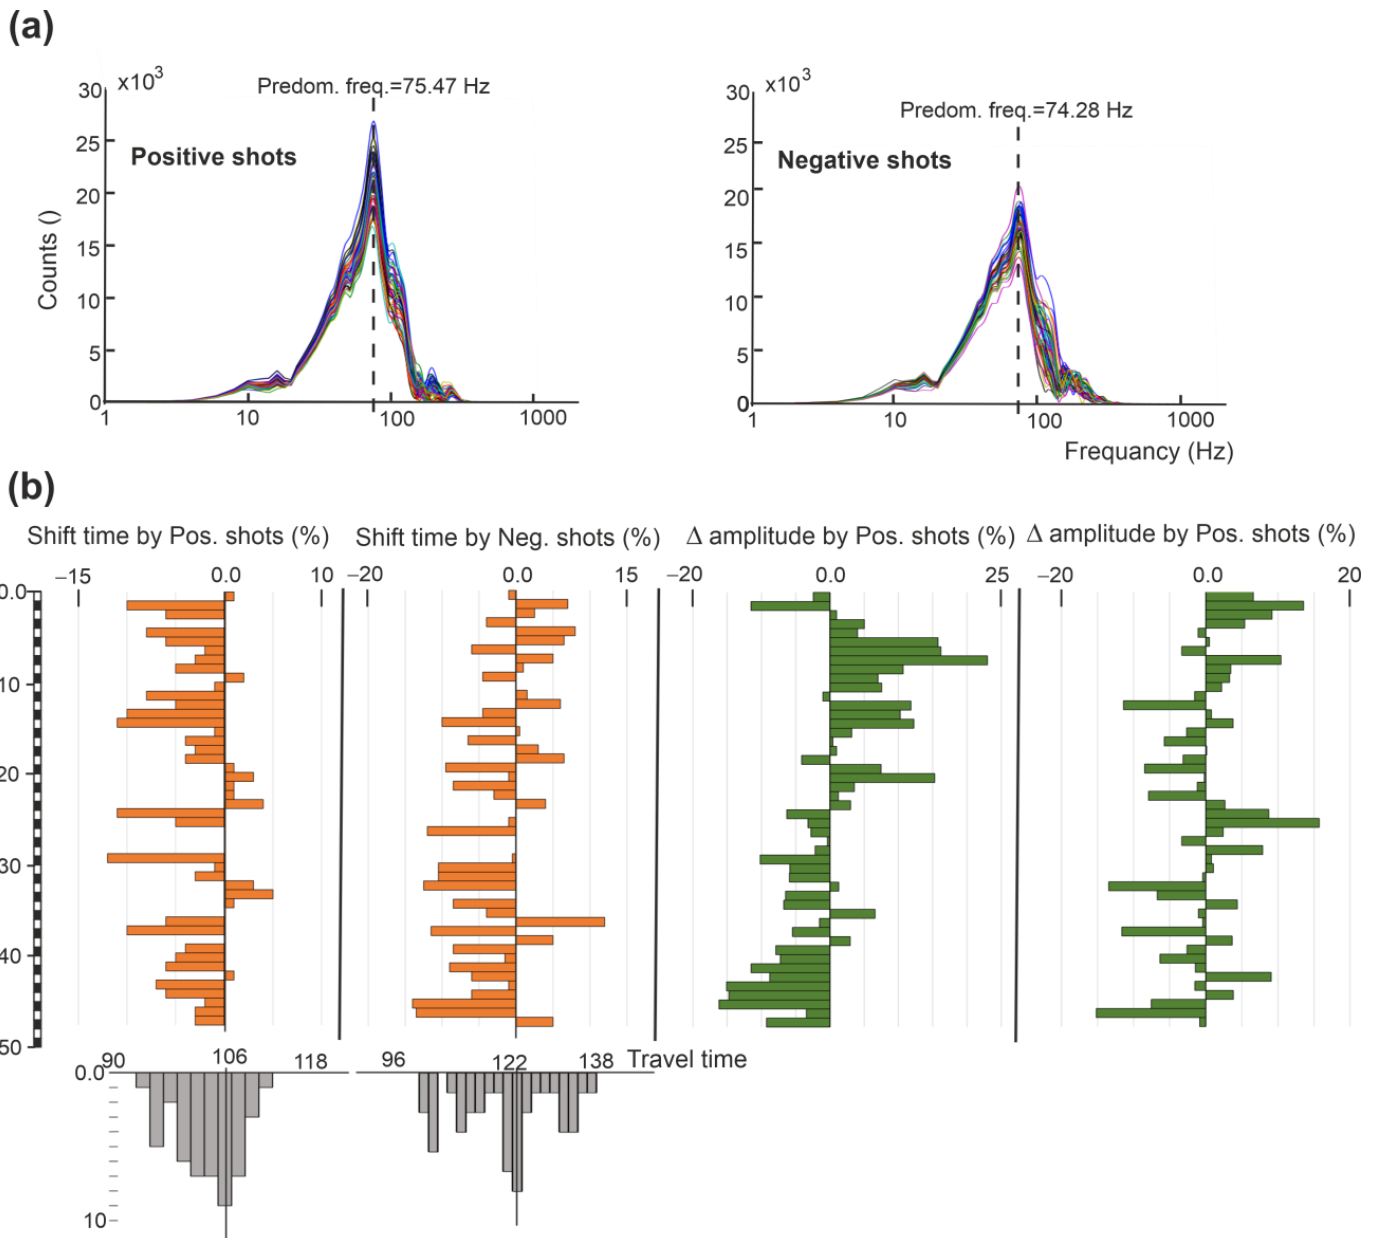 (a)
30 x10³
Predom. freq.=75.47 Hz
25
Positive shots
20
15
10
5
0
Counts ()
1 10 100 1000
30 x10³
Predom. freq.=74.28 Hz
25
Negative shots
20
15
10
5
0
1 10 100 1000
Frequancy (Hz)
(b)
Shift time by Pos. shots (%) Shift time by Neg. shots (%) Δ amplitude by Pos. shots (%) Δ amplitude by Pos. shots (%)
−15 0.0 10 −20 0.0 15 −20 0.0 25 −20 0.0 20
0.0
10
20
30
40
50
90 106 118 96 122 138 Travel time
0.0
10